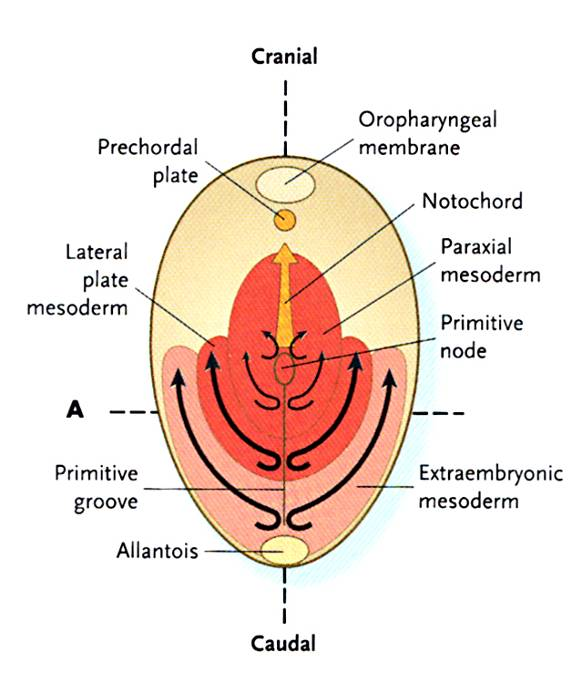 Cranial
Oropharyngeal
membrane
Prechordal
plate
Notochord
Lateral
plate
mesoderm
Paraxial
mesoderm
Primitive
node
A
Primitive
groove
Extraembryonic
mesoderm
Allantois
Caudal